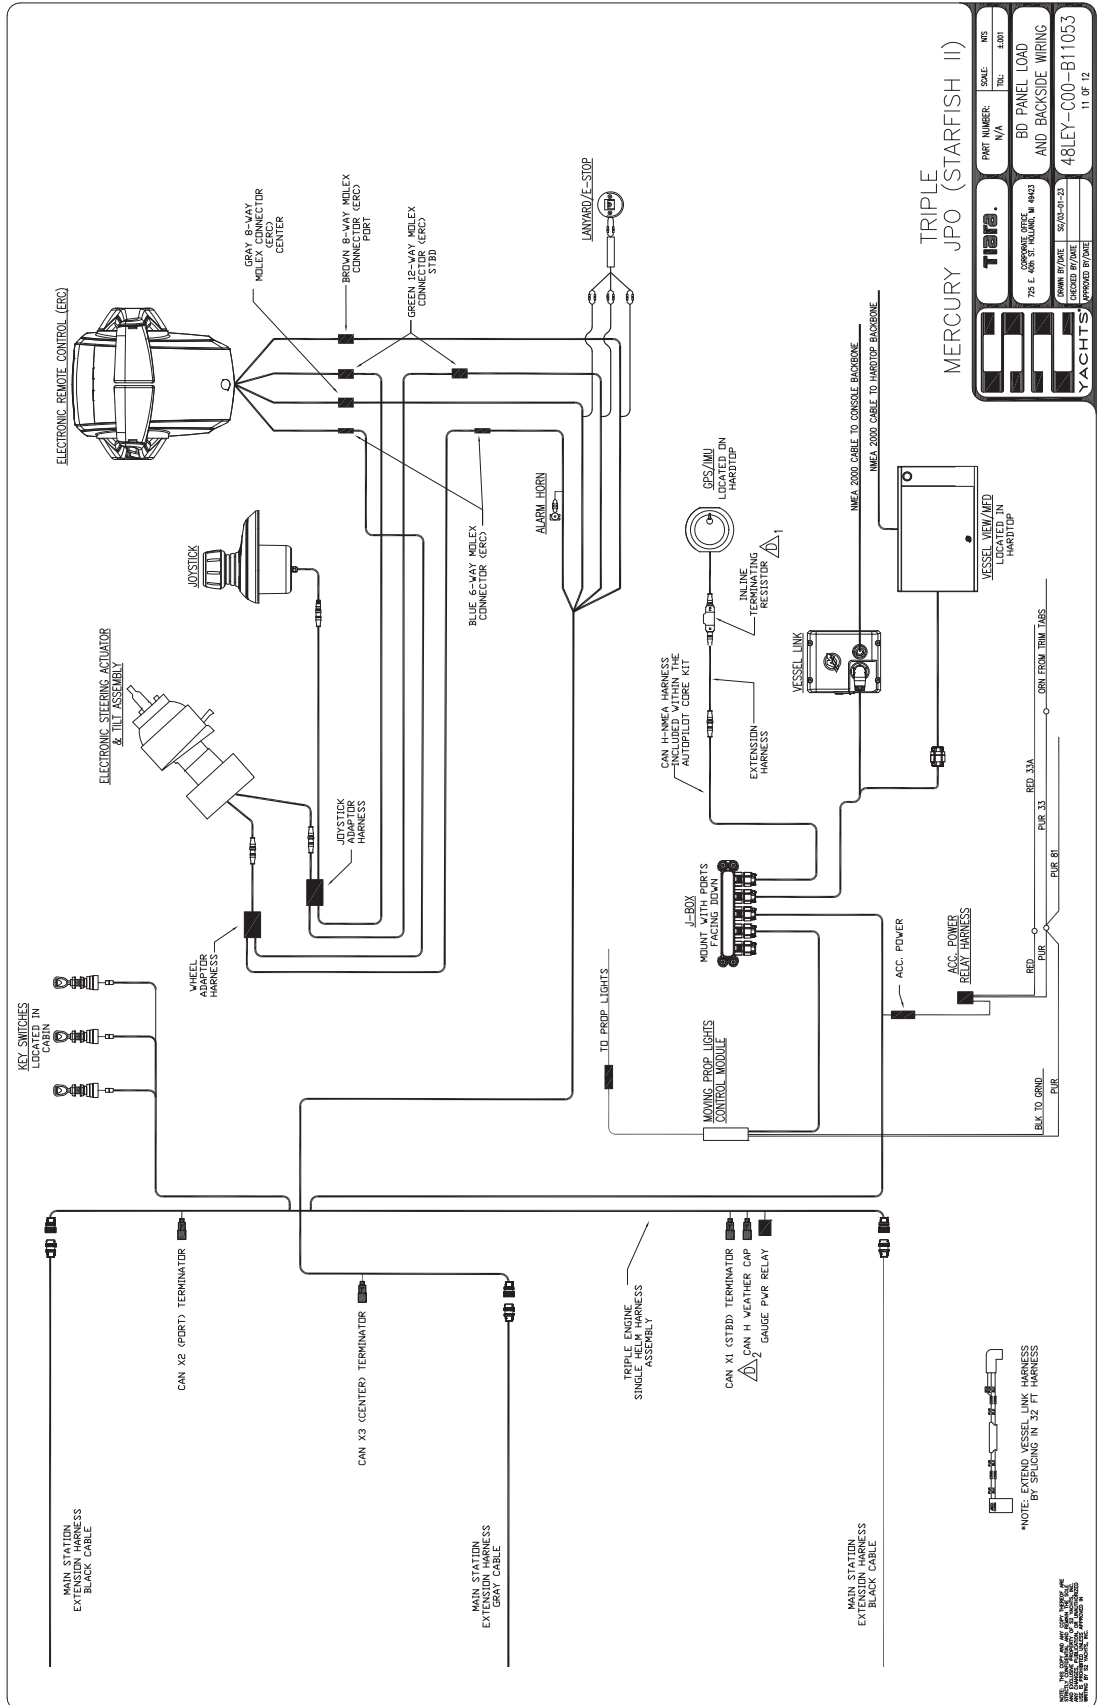 ELECTRONIC REMOTE CONTROL (ERC)
GRAY 8-WAY
MOLEX CONNECTOR
(ERC)
CENTER
BROWN 8-WAY MOLEX
CONNECTOR (ERC)
PORT
GREEN 12-WAY MOLEX
CONNECTOR (ERC)
STBD
LANYARD/E-STOP
JOYSTICK
ELECTRONIC STEERING ACTUATOR
& TILT ASSEMBLY
BLUE 6-WAY MOLEX
CONNECTOR (ERC)
ALARM HORN
JOYSTICK
ADAPTOR
HARNESS
WHEEL
ADAPTOR
HARNESS
KEY SWITCHES
LOCATED IN
CABIN
GPS/IMU
LOCATED ON
HARDTOP
INLINE
TERMINATING
RESISTOR
D 1
CAN H-NMEA HARNESS
INCLUDED WITHIN THE
AUTOPILOT CORE KIT
EXTENSION
HARNESS
NMEA 2000 CABLE TO CONSOLE BACKBONE
NMEA 2000 CABLE TO HARDTOP BACKBONE
VESSEL LINK
VESSEL VIEW/MFD
LOCATED IN
HARDTOP
J-BOX
MOUNT WITH PORTS
FACING DOWN
TO PROP LIGHTS
MOVING PROP LIGHTS
CONTROL MODULE
ACC. POWER
ACC. POWER
RELAY HARNESS
RED
RED 33A
PUR
PUR 33
ORN FROM TRIM TABS
PUR 81
BLK TO GRND
PUR
CAN X2 (PORT) TERMINATOR
CAN X3 (CENTER) TERMINATOR
TRIPLE ENGINE
SINGLE HELM HARNESS
ASSEMBLY
CAN X1 (STBD) TERMINATOR
CAN H WEATHER CAP
D 2
GAUGE PWR RELAY
MAIN STATION
EXTENSION HARNESS
BLACK CABLE
MAIN STATION
EXTENSION HARNESS
GRAY CABLE
MAIN STATION
EXTENSION HARNESS
BLACK CABLE
*NOTE: EXTEND VESSEL LINK HARNESS
BY SPLICING IN 32 FT HARNESS
TRIPLE
MERCURY JPO (STARFISH II)
YACHTS
Tiara.
CORPORATE OFFICE
725 E. 40th ST. HOLLAND, MI 49423
DRAWN BY/DATE SG/03-01-23
CHECKED BY/DATE
APPROVED BY/DATE
PART NUMBER:
N/A
SCALE: NTS
TOL: ±.001
BD PANEL LOAD
AND BACKSIDE WIRING
48LEY-C00-B11053
11 OF 12
NOTE: THIS COPY AND ANY COPY THEREOF ARE